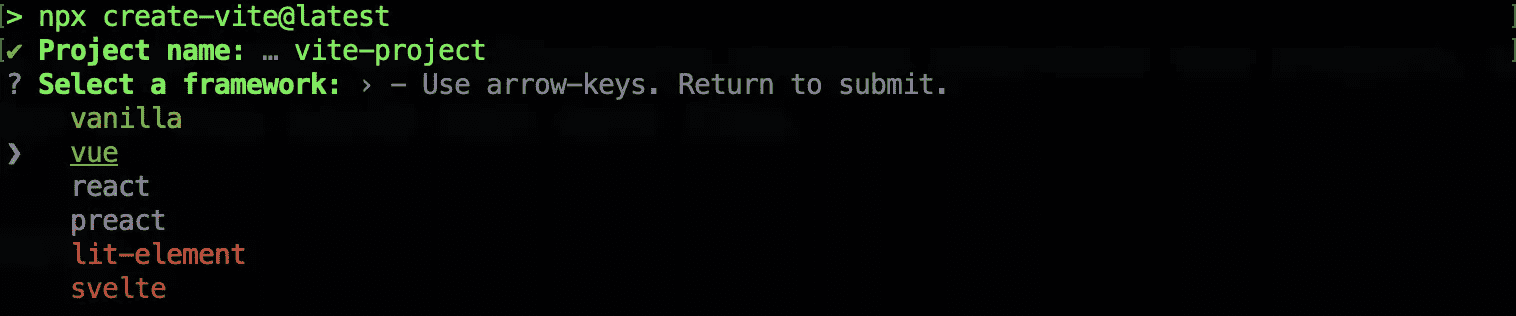 > npx create-vite@latest
✔ Project name: … vite-project
? Select a framework: › - Use arrow-keys. Return to submit.
vanilla
❯ vue
react
preact
lit-element
svelte